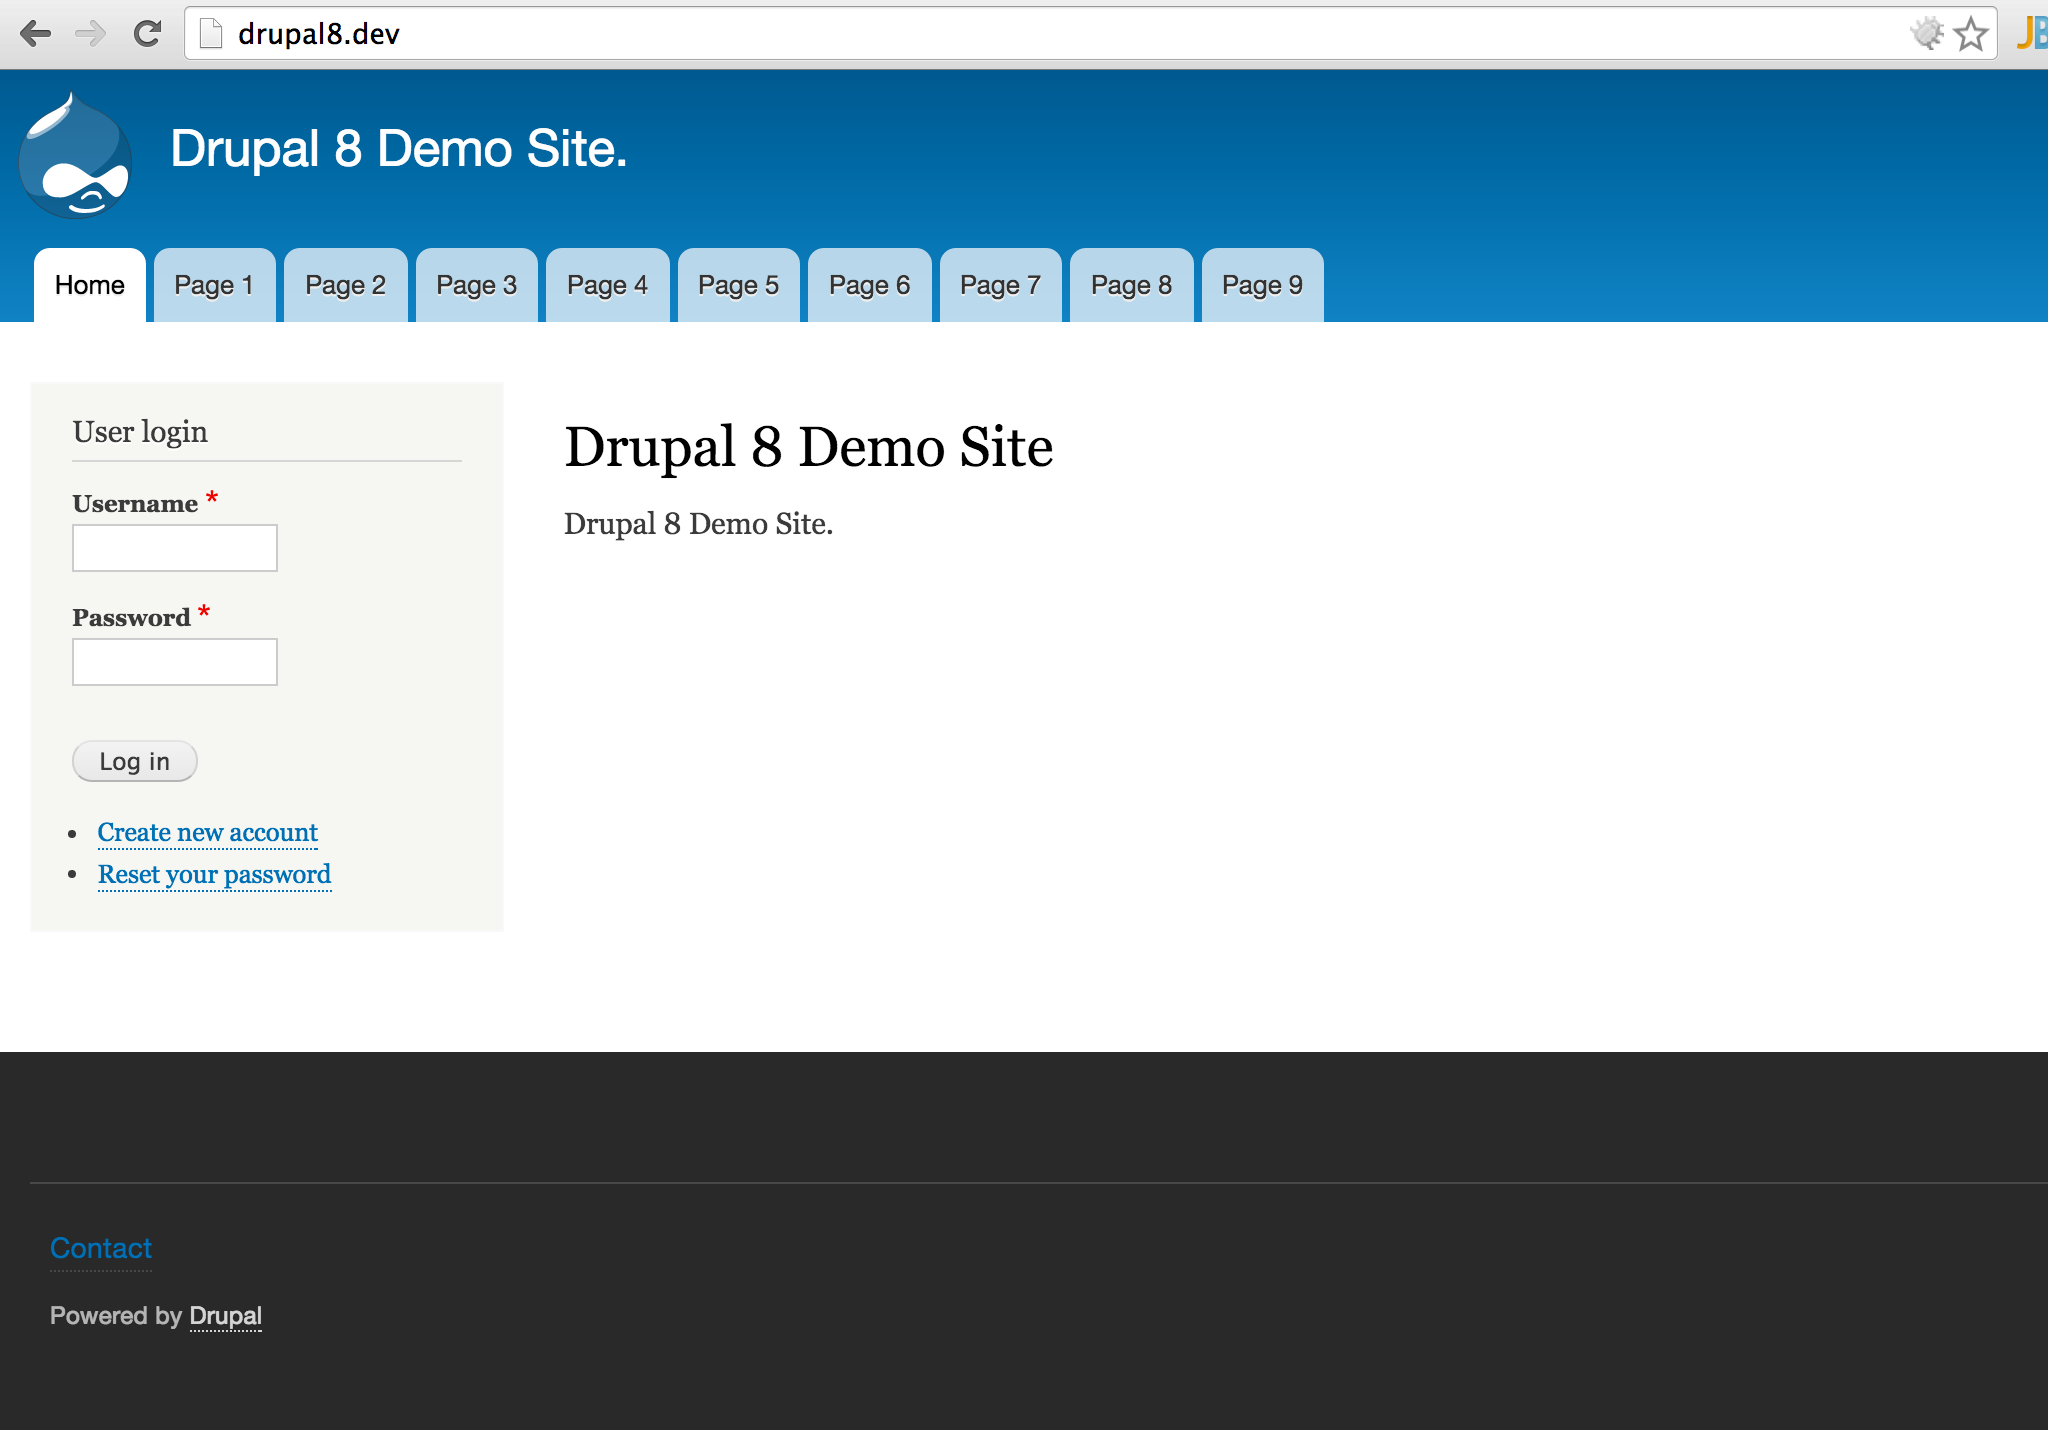 drupal8.dev
JB
Drupal 8 Demo Site.
Home Page 1 Page 2 Page 3 Page 4 Page 5 Page 6 Page 7 Page 8 Page 9
User login
Username *
Password *
Log in
Create new account
Reset your password
Drupal 8 Demo Site
Drupal 8 Demo Site.
Contact
Powered by Drupal